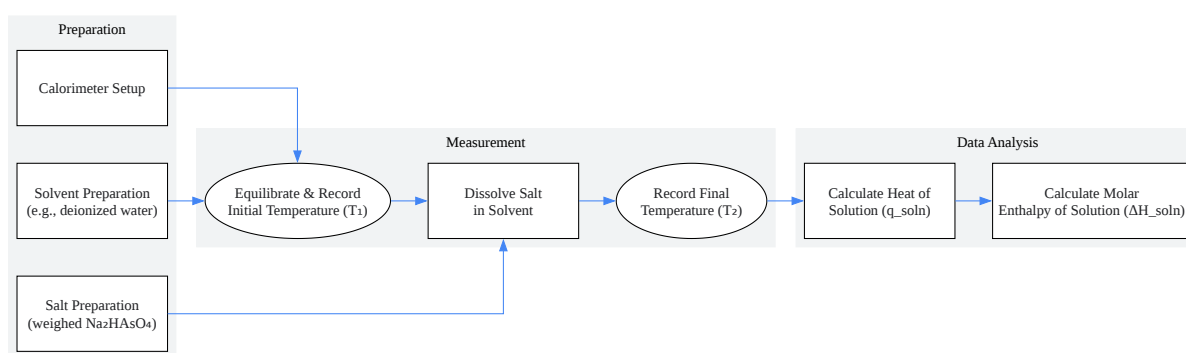 Preparation
Calorimeter Setup
Solvent Preparation
(e.g., deionized water)
Salt Preparation
(weighed Na₂HAsO₄)
Measurement
Equilibrate & Record
Initial Temperature (T₁)
Dissolve Salt
in Solvent
Record Final
Temperature (T₂)
Data Analysis
Calculate Heat of
Solution (q_soln)
Calculate Molar
Enthalpy of Solution (ΔH_soln)